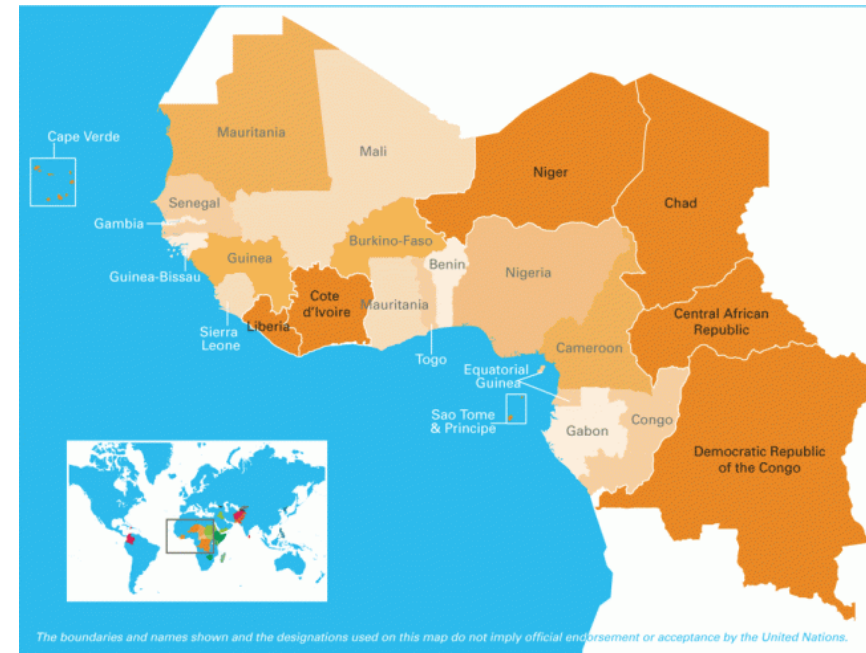 Cape Verde
Mauritania
Mali
Niger
Chad
Senegal
Gambia
Guinea-Bissau
Guinea
Burkino-Faso
Benin
Nigeria
Sierra
Leone
Liberia
Cote
d'Ivoire
Mauritania
Togo
Central African
Republic
Cameroon
Equatorial
Guinea
Sao Tome
& Principe
Gabon
Congo
Democratic Republic
of the Congo
The boundaries and names shown and the designations used on this map do not imply official endorsement or acceptance by the United Nations.